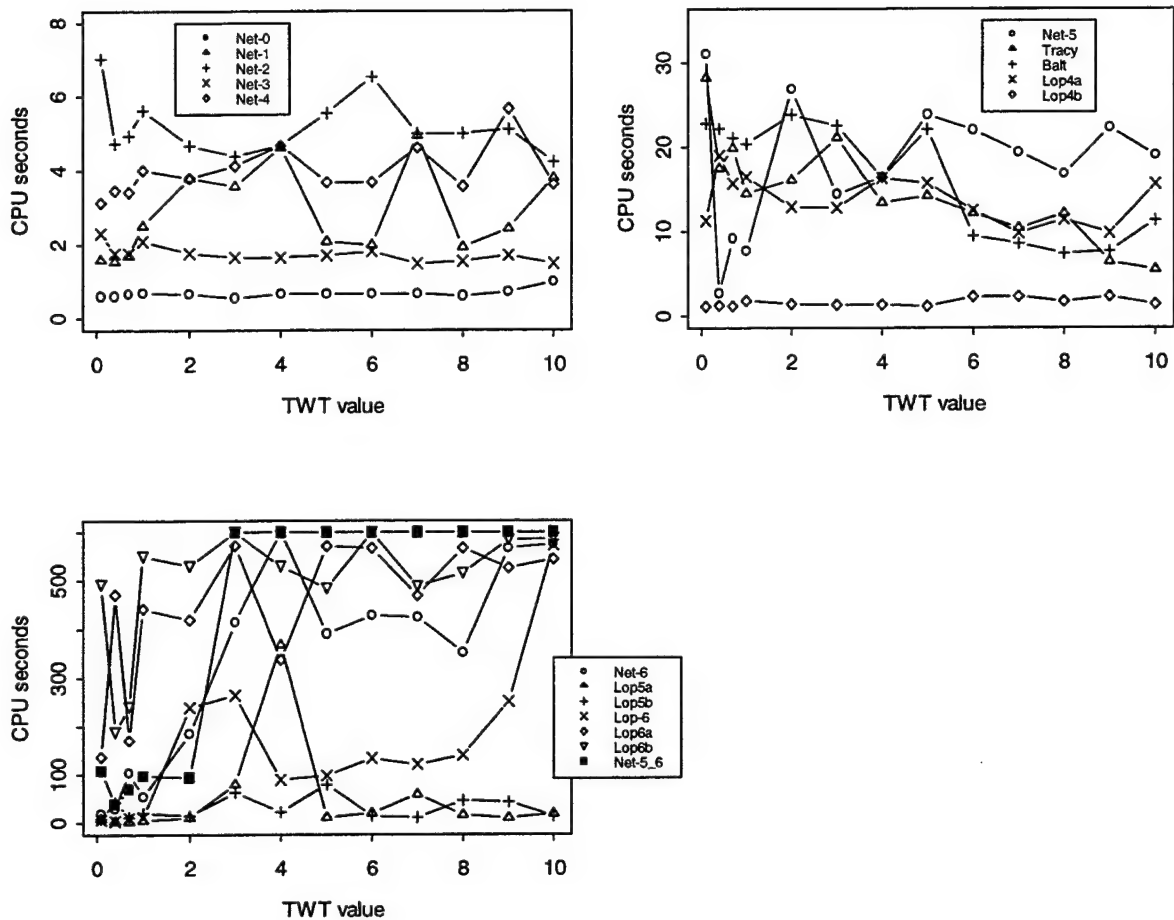 CPU seconds
8
6
4
2
0
Net-0
Net-1
Net-2
Net-3
Net-4
0 2 4 6 8 10
TWT value
CPU seconds
30
20
10
0
Net-5
Tracy
Balt
Lop4a
Lop4b
0 2 4 6 8 10
TWT value
CPU seconds
500
300
100
0
Net-6
Lop5a
Lop5b
Lop-6
Lop6a
Lop6b
Net-5_6
0 2 4 6 8 10
TWT value